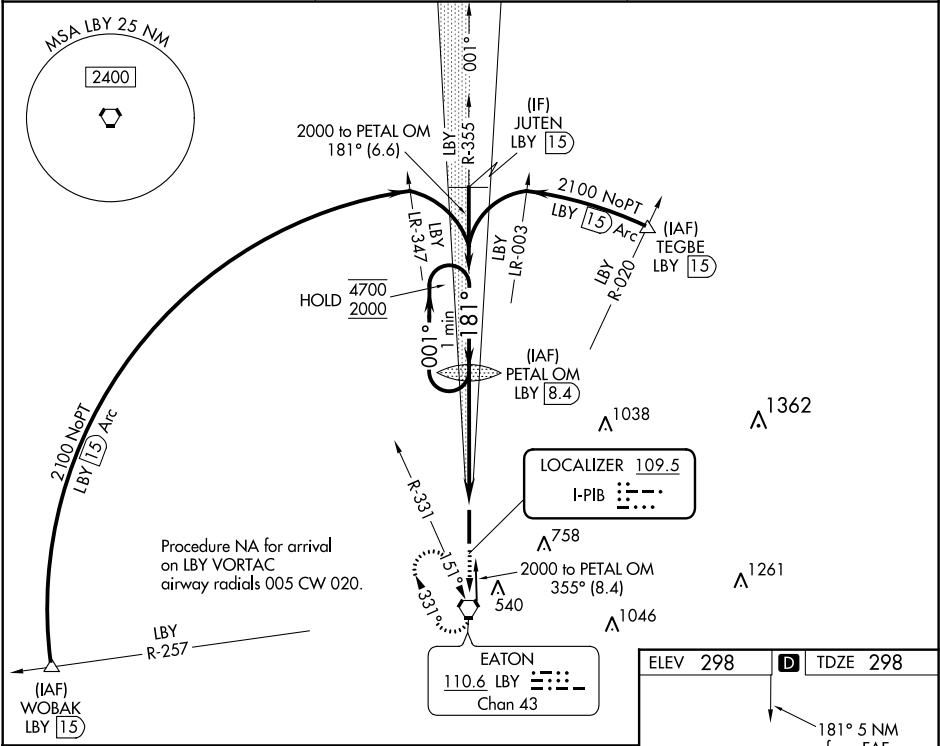 MSA LBY 25 NM
2400
001°
LBY
R-355
2000 to PETAL OM
181° (6.6)
(IF)
JUTEN
LBY 15
2100 NoPT
LBY 15 Arc
(IAF)
TEGBE
LBY 15
LBY
LR-347
LBY
LR-003
LBY
R-020
HOLD 4700
2000
001°
1 min
181°
(IAF)
PETAL OM
LBY 8.4
2100 NoPT
LBY 15 Arc
1038
1362
LOCALIZER 109.5
I-PIB
R-331
151°
331°
758
Procedure NA for arrival
on LBY VORTAC
airway radials 005 CW 020.
2000 to PETAL OM
355° (8.4)
540
1261
1046
LBY
R-257
(IAF)
WOBAK
LBY 15
EATON
110.6 LBY
Chan 43
ELEV 298 D TDZE 298
181° 5 NM